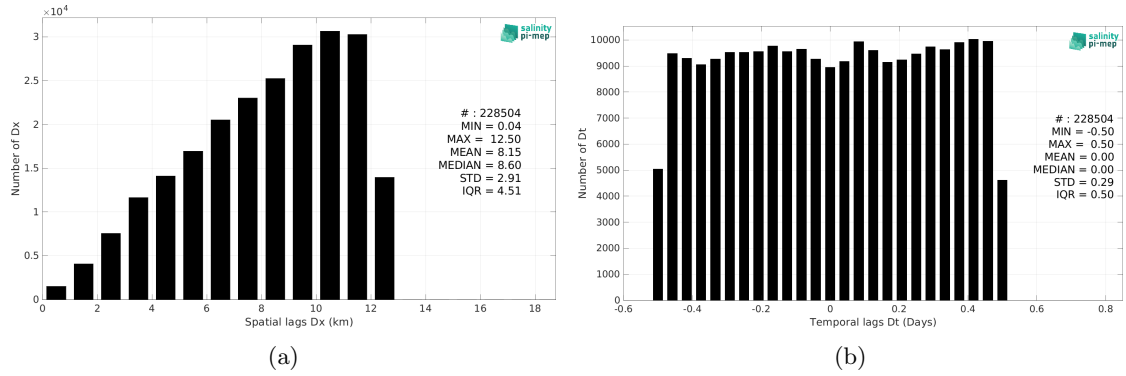 ×10⁴
3
2.5
2
1.5
1
0.5
0
Number of Dx
0 2 4 6 8 10 12 14 16 18
Spatial lags Dx (km)
salinity
pi-mep
# : 228504
MIN = 0.04
MAX = 12.50
MEAN = 8.15
MEDIAN = 8.60
STD = 2.91
IQR = 4.51
(a)
10000
9000
8000
7000
6000
5000
4000
3000
2000
1000
0
Number of Dt
-0.6 -0.4 -0.2 0 0.2 0.4 0.6 0.8
Temporal lags Dt (Days)
salinity
pi-mep
# : 228504
MIN = -0.50
MAX = 0.50
MEAN = 0.00
MEDIAN = 0.00
STD = 0.29
IQR = 0.50
(b)